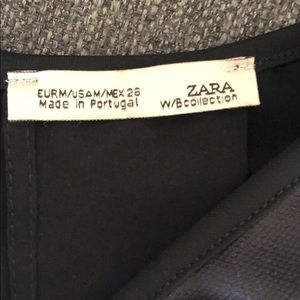 EURM/USAM/MEX 28 ZARA
Made in Portugal W/B collection